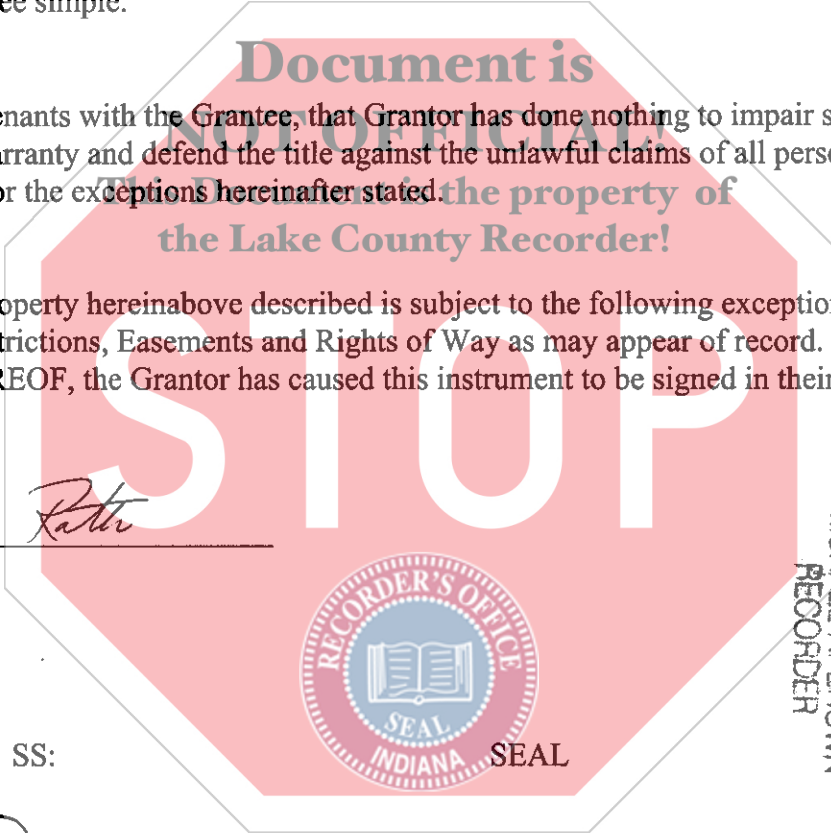 ee simple.
Document is
enants with the Grantee, that Grantor has done nothing to impair s
NOT OFFICIAL!
arranty and defend the title against the unlawful claims of all perso
or the exceptions hereinafter stated.
This Document is the property of
the Lake County Recorder!
operty hereinabove described is subject to the following exception
trictions, Easements and Rights of Way as may appear of record.
REOF, the Grantor has caused this instrument to be signed in their
STOP
RECORDER'S OFFICE
SEAL
INDIANA
SS:
SEAL
RECORDER